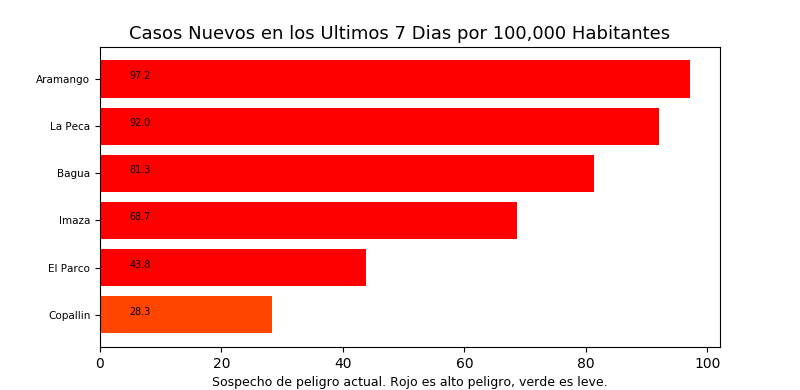 Casos Nuevos en los Ultimos 7 Dias por 100,000 Habitantes
Aramango 97.2
La Peca 92.0
Bagua 81.3
Imaza 68.7
El Parco 43.8
Copallin 28.3
0 20 40 60 80 100
Sospecho de peligro actual. Rojo es alto peligro, verde es leve.